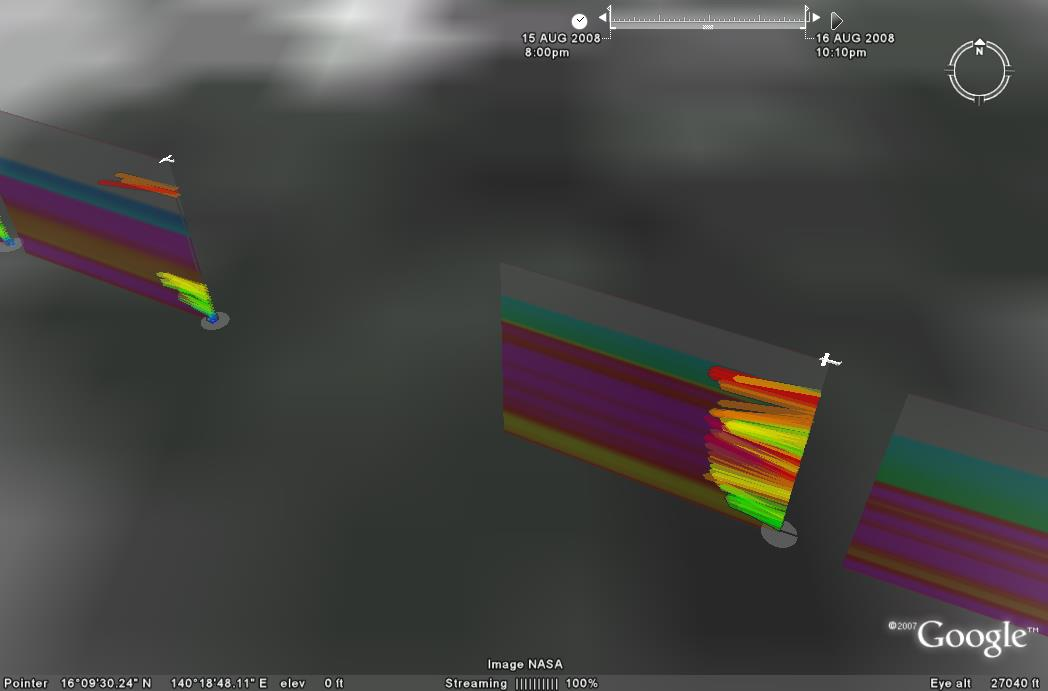 15 AUG 2008
8:00pm
16 AUG 2008
10:10pm
N
©2007 Google™
Image NASA
Pointer 16°09'30.24" N 140°18'48.11" E elev 0 ft Streaming |||||||||| 100% Eye alt 27040 ft